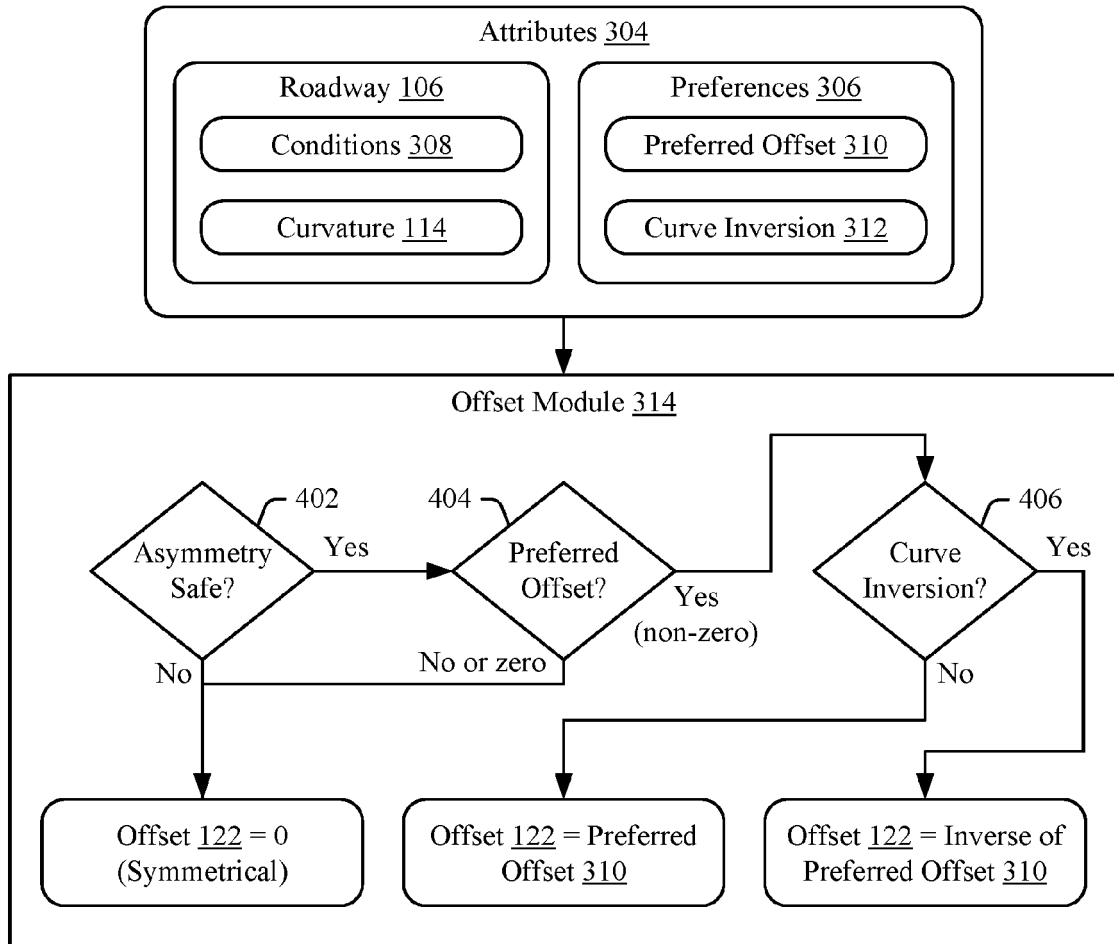 Attributes 304
Roadway 106
Conditions 308
Curvature 114
Preferences 306
Preferred Offset 310
Curve Inversion 312
Offset Module 314
402
Asymmetry
Safe?
Yes
No
404
Preferred
Offset?
Yes
(non-zero)
No or zero
406
Curve
Inversion?
Yes
No
Offset 122 = 0
(Symmetrical)
Offset 122 = Preferred
Offset 310
Offset 122 = Inverse of
Preferred Offset 310